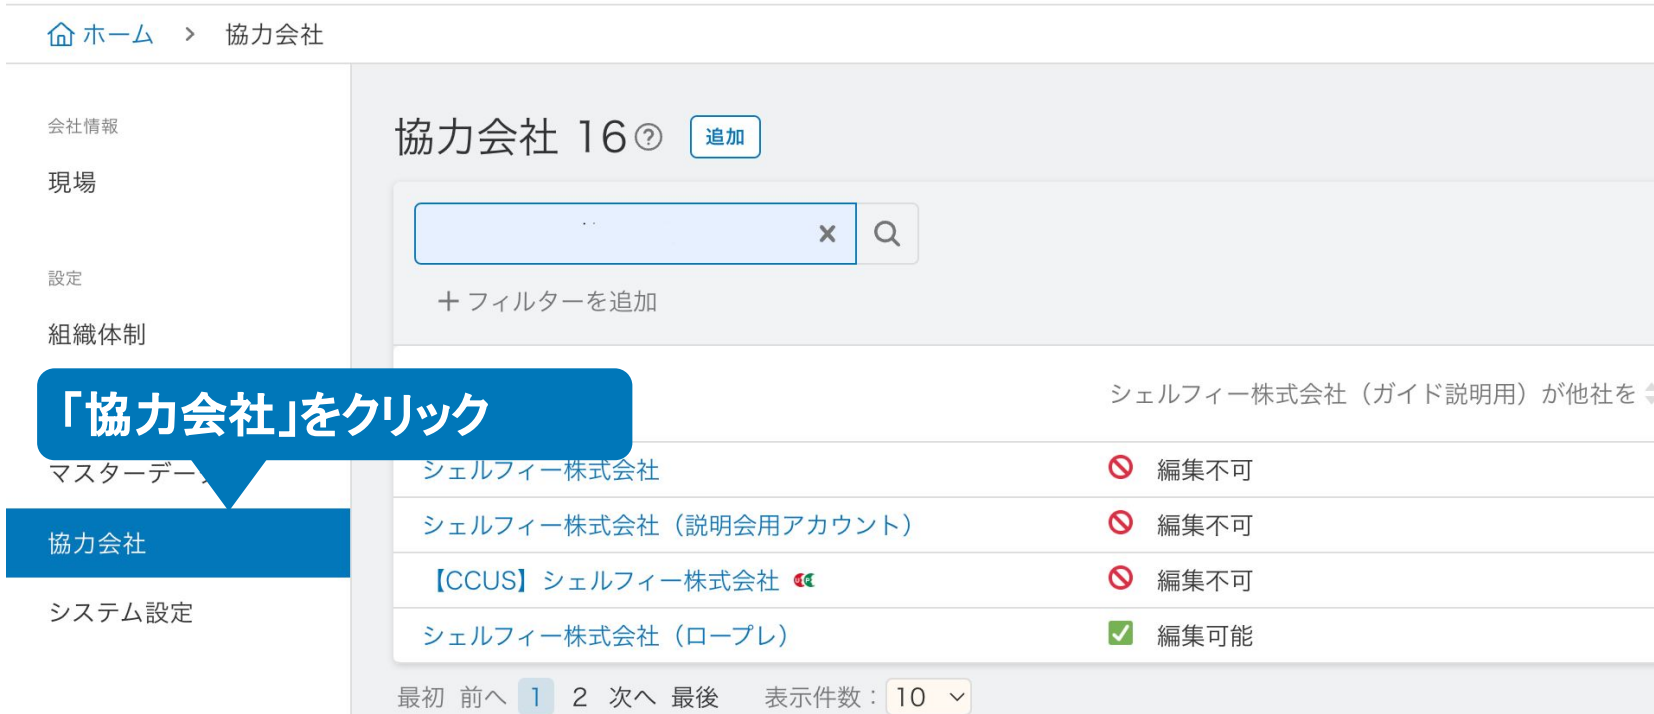 ホーム > 協力会社
会社情報
現場
設定
組織体制
「協力会社」をクリック
マスターデー
協力会社
システム設定
協力会社 16 ? 追加
+ フィルターを追加
シェルフィー株式会社（ガイド説明用）が他社を
シェルフィー株式会社 編集不可
シェルフィー株式会社（説明会用アカウント） 編集不可
【CCUS】シェルフィー株式会社 編集不可
シェルフィー株式会社（ロープレ） 編集可能
最初 前へ 1 2 次へ 最後 表示件数： 10